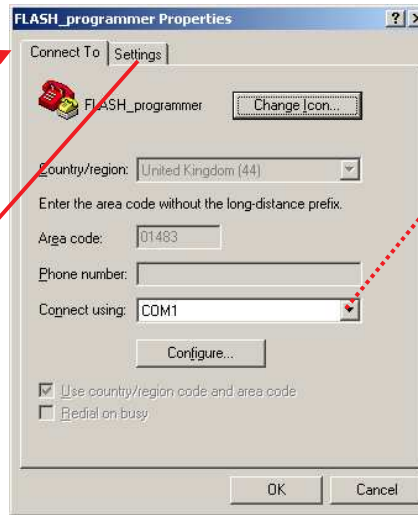 FLASH_programmer Properties
Connect To Settings
FLASH_programmer Change Icon...
Country/region: United Kingdom (44)
Enter the area code without the long-distance prefix.
Area code: 01483
Phone number:
Connect using: COM1
Configure...
Use country/region code and area code
Redial on busy
OK Cancel